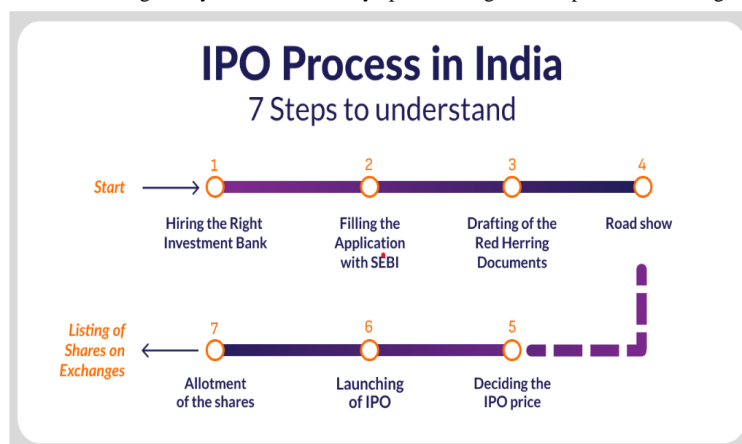 IPO Process in India
7 Steps to understand
Start
1
2
3
4
Hiring the Right
Investment Bank
Filling the
Application
with SEBI
Drafting of the
Red Herring
Documents
Road show
Listing of
Shares on
Exchanges
7
6
5
Allotment
of the shares
Launching
of IPO
Deciding the
IPO price